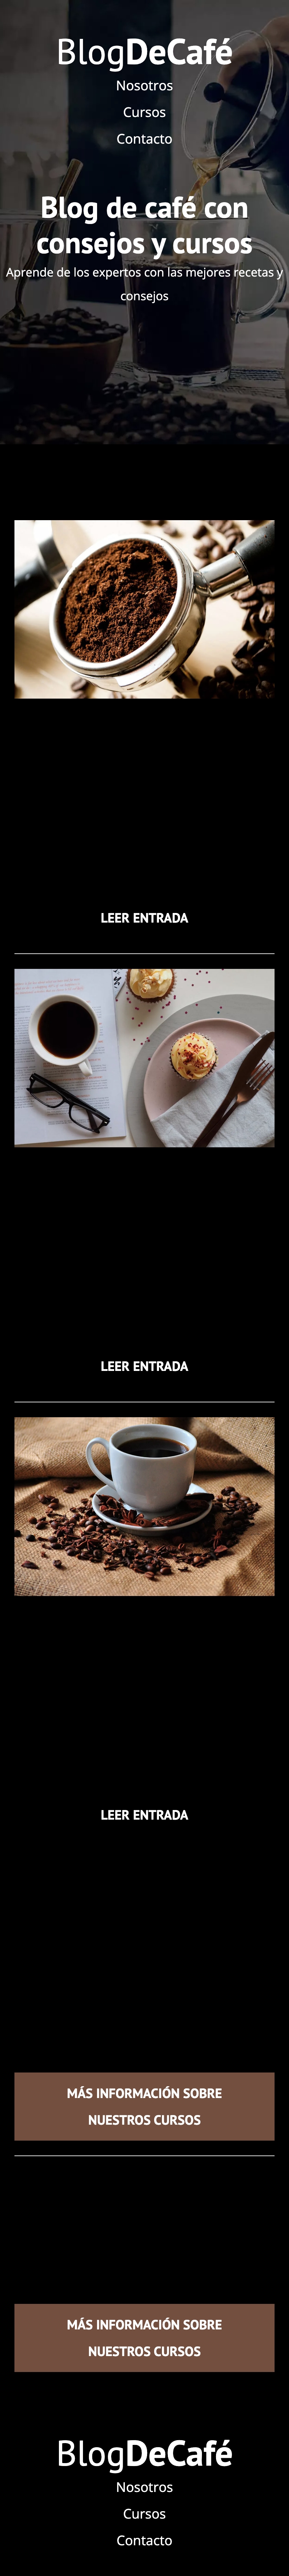 BlogDeCafé
Nosotros
Cursos
Contacto
Blog de café con
consejos y cursos
Aprende de los expertos con las mejores recetas y
consejos
LEER ENTRADA
LEER ENTRADA
LEER ENTRADA
MÁS INFORMACIÓN SOBRE
NUESTROS CURSOS
MÁS INFORMACIÓN SOBRE
NUESTROS CURSOS
BlogDeCafé
Nosotros
Cursos
Contacto